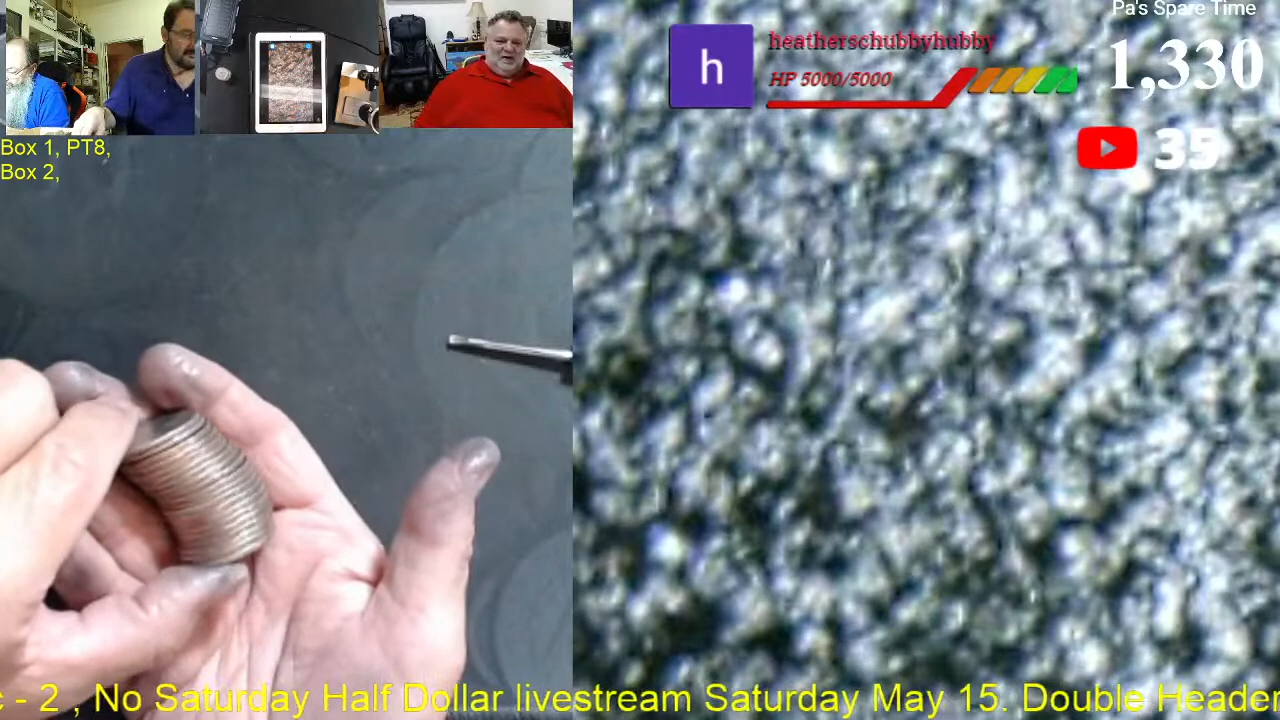 Pa's Spare Time
h
heatherschubbyhubby
1,330
HP 5000/5000
35
Box 1, PT8,
Box 2,
- 2 , No Saturday Half Dollar livestream Saturday May 15. Double Header